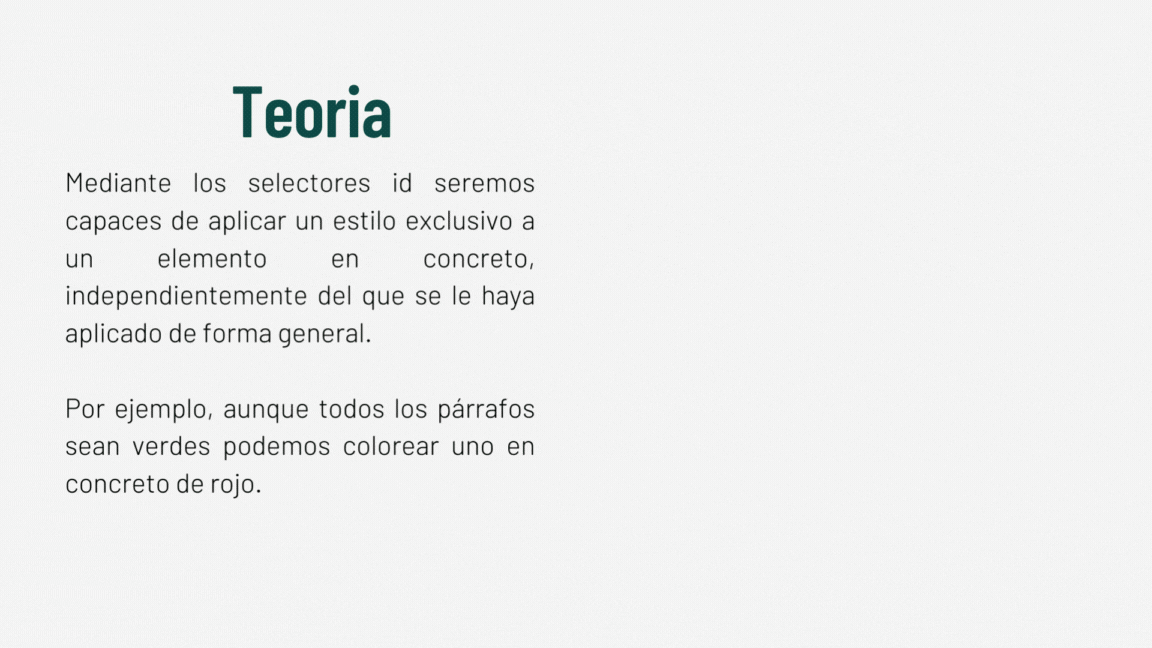 Teoria
Mediante los selectores id seremos
capaces de aplicar un estilo exclusivo a
un elemento en concreto,
independientemente del que se le haya
aplicado de forma general.
Por ejemplo, aunque todos los párrafos
sean verdes podemos colorear uno en
concreto de rojo.